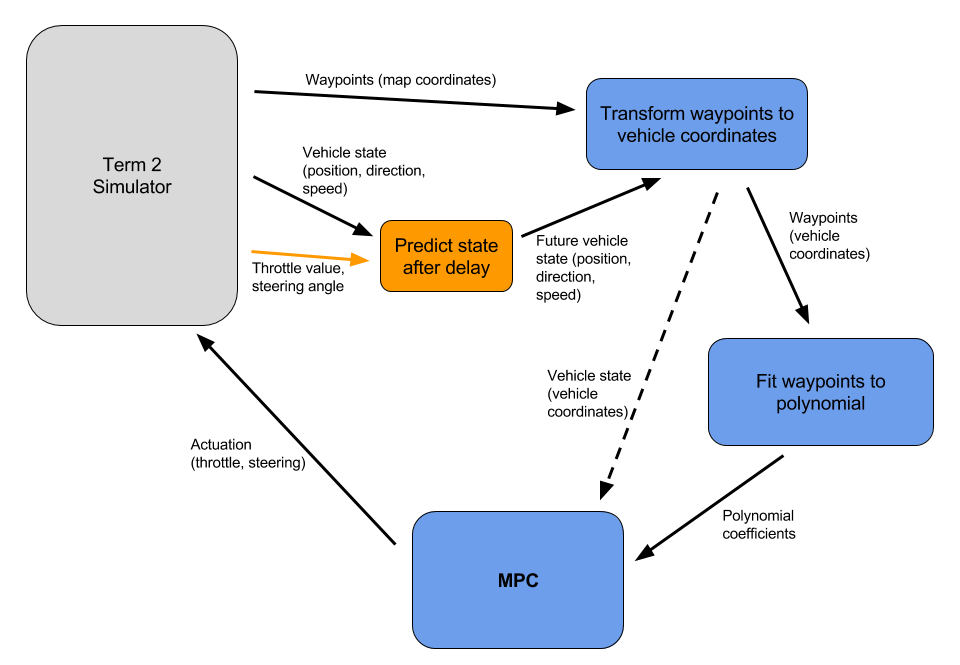 Waypoints (map coordinates)
Transform waypoints to
vehicle coordinates
Term 2
Simulator
Vehicle state
(position, direction,
speed)
Predict state
after delay
Throttle value,
steering angle
Future vehicle
state (position,
direction,
speed)
Waypoints
(vehicle
coordinates)
Vehicle state
(vehicle
coordinates)
Fit waypoints to
polynomial
Actuation
(throttle, steering)
Polynomial
coefficients
MPC